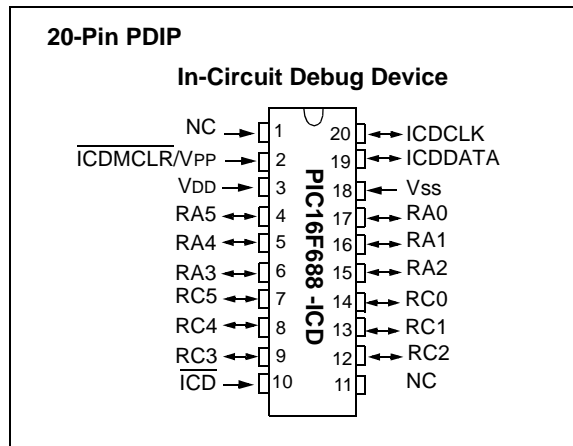 20-Pin PDIP
In-Circuit Debug Device
NC 1 20 ICDCLK
ICDMCLR/VPP 2 19 ICDDATA
VDD 3 18 Vss
RA5 4 17 RA0
RA4 5 16 RA1
RA3 6 15 RA2
RC5 7 14 RC0
RC4 8 13 RC1
RC3 9 12 RC2
ICD 10 11 NC
PIC16F688 -ICD